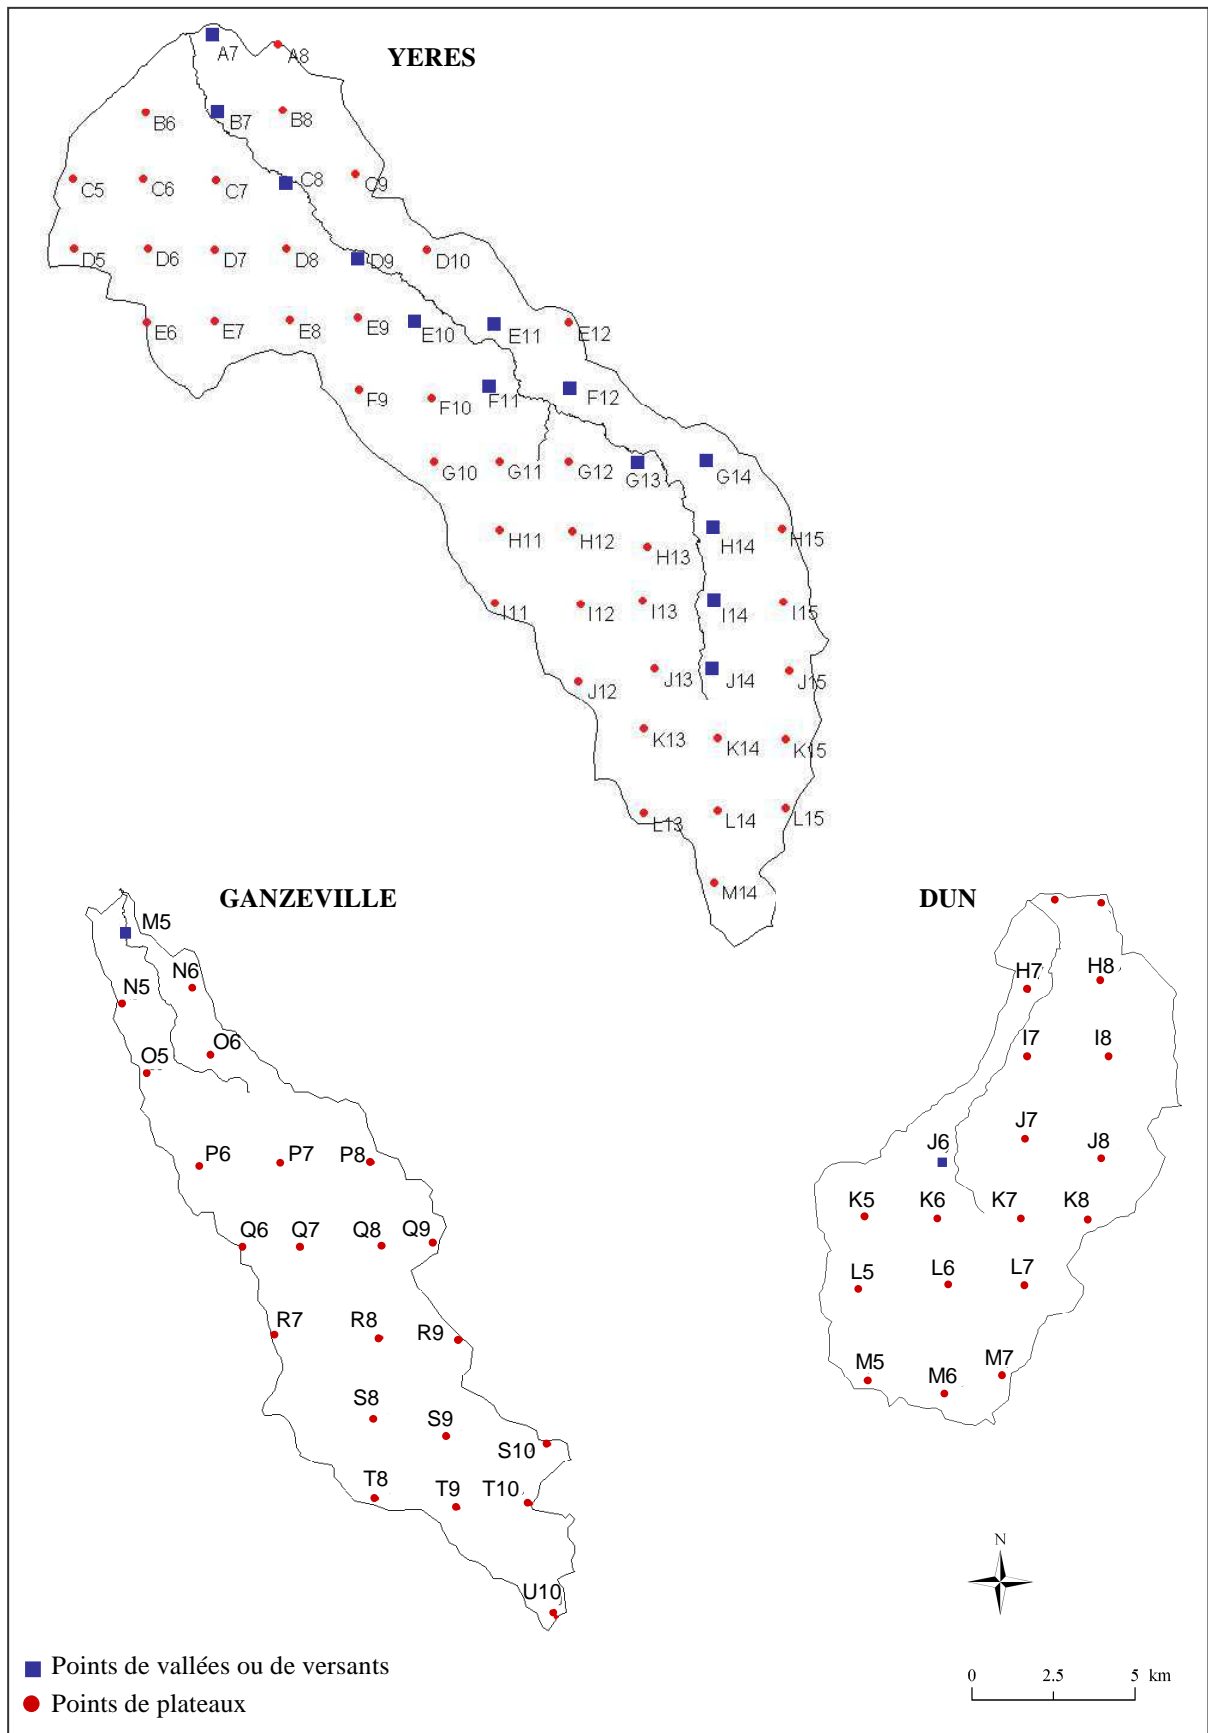 YERES
A7 A8
B6 B7 B8
C5 C6 C7 C8 C9
D5 D6 D7 D8 D9 D10
E6 E7 E8 E9 E10 E11 E12
F9 F10 F11 F12
G10 G11 G12 G13 G14
H11 H12 H13 H14 H15
I11 I12 I13 I14 I15
J12 J13 J14 J15
K13 K14 K15
L13 L14 L15
M14
GANZEVILLE
M5
N5 N6
O5 O6
P6 P7 P8
Q6 Q7 Q8 Q9
R7 R8 R9
S8 S9 S10
T8 T9 T10
U10
DUN
H7 H8
I7 I8
J6 J7 J8
K5 K6 K7 K8
L5 L6 L7
M5 M6 M7
N
Points de vallées ou de versants
Points de plateaux
0 2.5 5 km